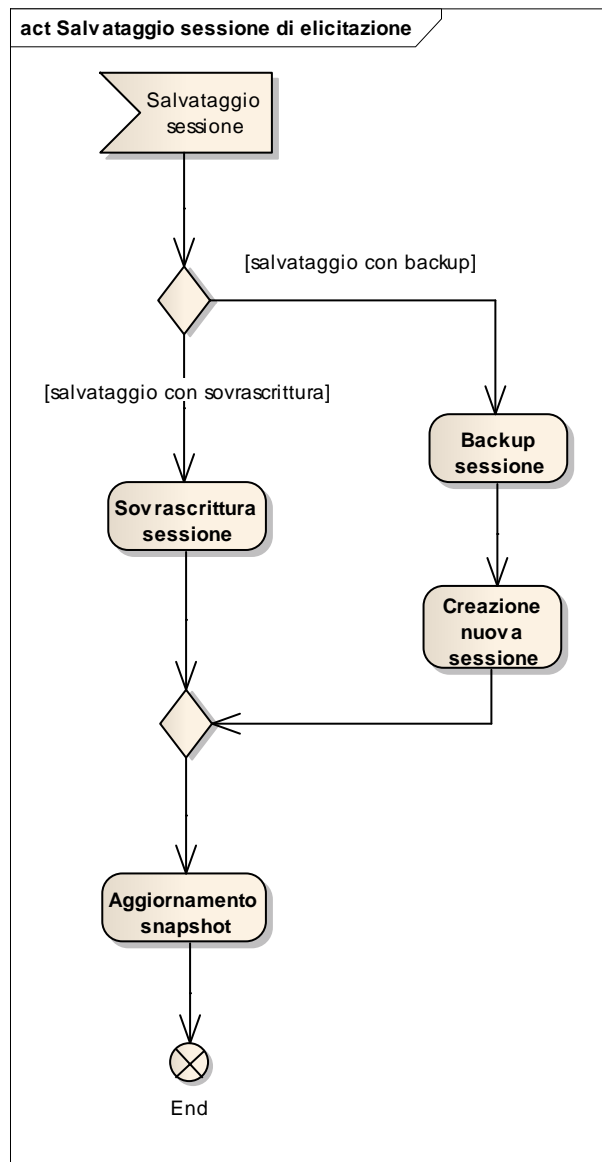 act Salvataggio sessione di elicitazione
Salvataggio
sessione
[salvataggio con backup]
[salvataggio con sovrascrittura]
Backup
sessione
Sovrascrittura
sessione
Creazione
nuova
sessione
Aggiornamento
snapshot
End